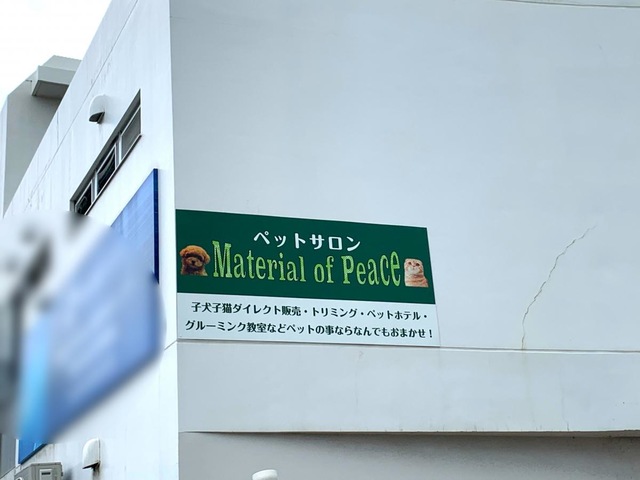 ペットサロン
Material of Peace
子犬子猫ダイレクト販売・トリミング・ペットホテル・
グルーミング教室などペットの事ならなんでもおまかせ！